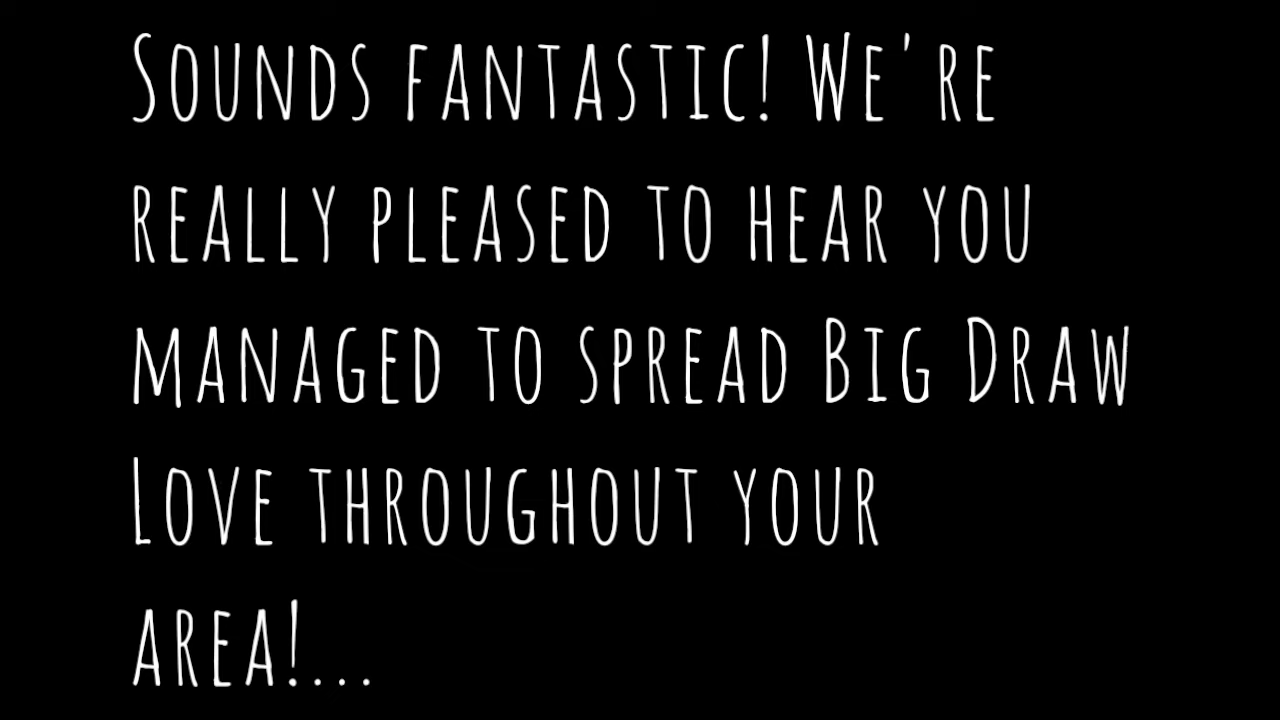 Sounds fantastic! We're
really pleased to hear you
managed to spread Big Draw
Love throughout your
area!...